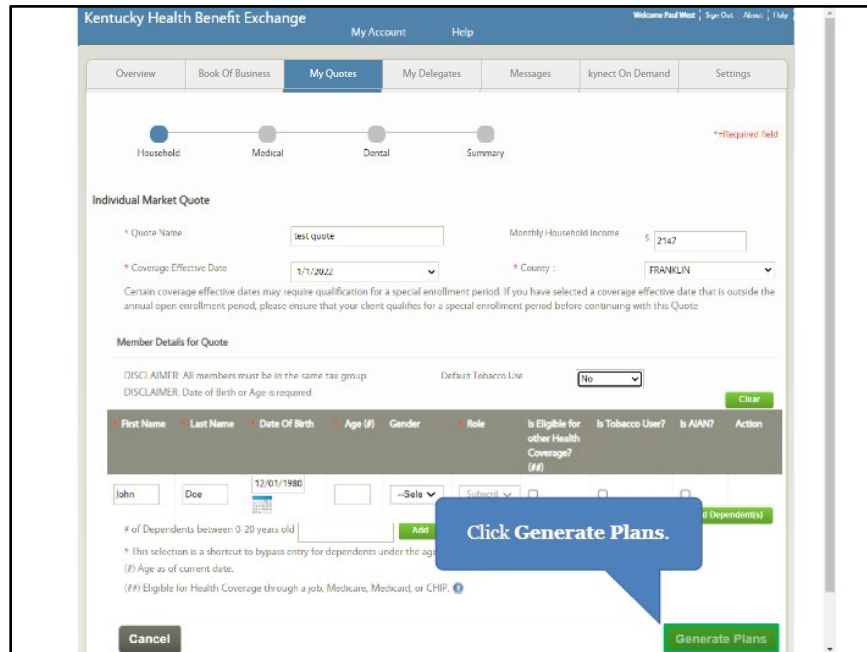 Kentucky Health Benefit Exchange
Welcome Paul West | Sign Out | About | Help
My Account Help
Overview Book Of Business My Quotes My Delegates Messages kynect On Demand Settings
*=Required field
Household Medical Dental Summary
Individual Market Quote
* Quote Name test quote Monthly Household Income $ 2147
* Coverage Effective Date 1/1/2022 * County : FRANKLIN
Certain coverage effective dates may require qualification for a special enrollment period. If you have selected a coverage effective date that is outside the
annual open enrollment period, please ensure that your client qualifies for a special enrollment period before continuing with this Quote
Member Details for Quote
DISCLAIMER: All members must be in the same tax group Default Tobacco Use No
DISCLAIMER: Date of Birth or Age is required
Clear
* First Name * Last Name * Date Of Birth * Age (#) Gender * Role Is Eligible for Is Tobacco User? Is AIAN? Action
other Health
Coverage?
(##)
12/01/1980
John Doe --Sele Subscri
d Dependent(s)
# of Dependents between 0-20 years old Add
Click Generate Plans.
* This selection is a shortcut to bypass entry for dependents under the ag
(#) Age as of current date.
(##) Eligible for Health Coverage through a job, Medicare, Medicaid, or CHIP. ?
Cancel Generate Plans